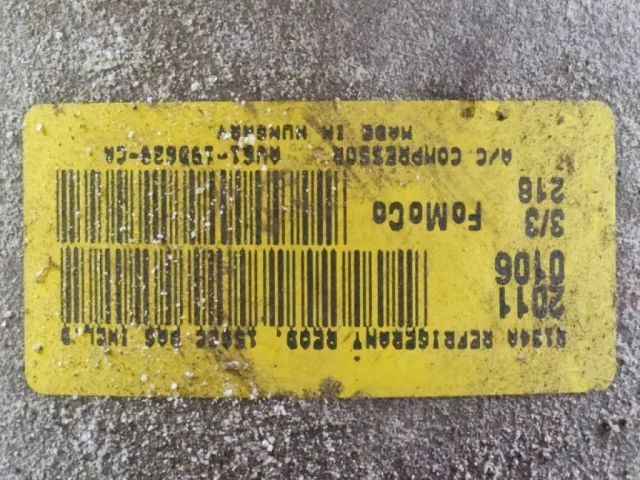 R134A REFRIGERANT REQD, 150CC PAG INCL'D
2011
0106
3/3 FoMoCo
218
A/C COMPRESSOR AV61-19D629-CA
MADE IN HUNGARY